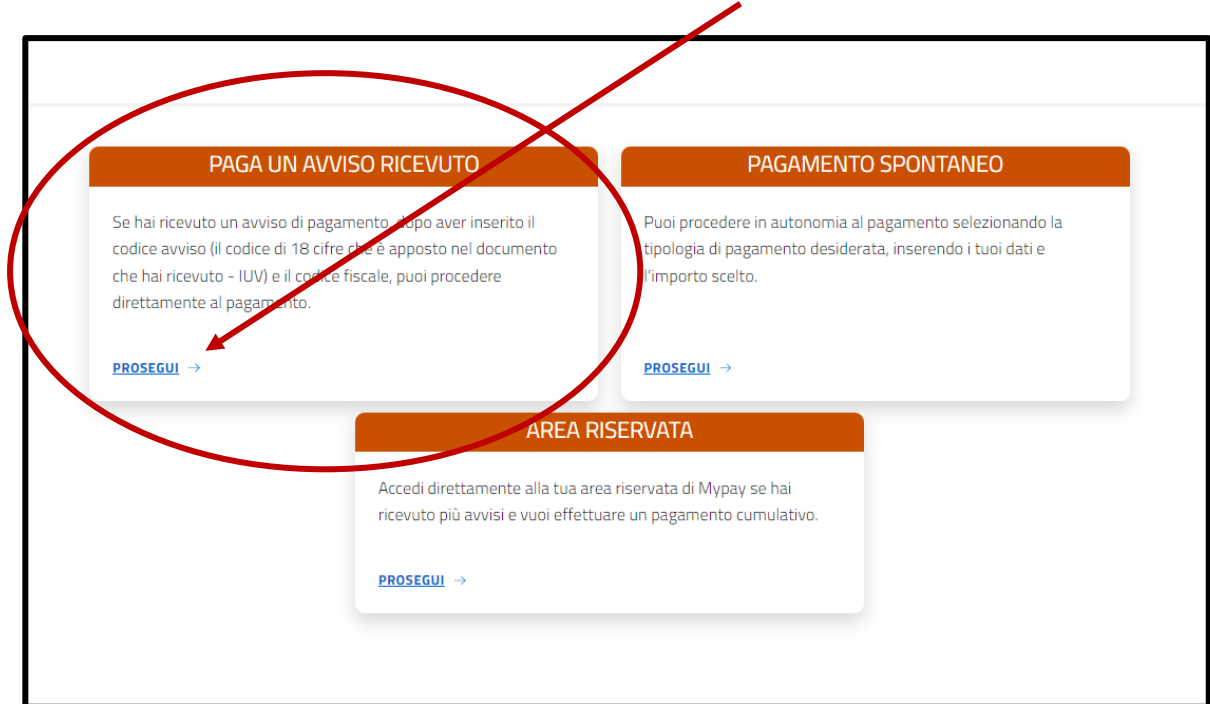 PAGA UN AVVISO RICEVUTO
Se hai ricevuto un avviso di pagamento, dopo aver inserito il
codice avviso (il codice di 18 cifre che è apposto nel documento
che hai ricevuto - IUV) e il codice fiscale, puoi procedere
direttamente al pagamento.
PROSEGUI →
PAGAMENTO SPONTANEO
Puoi procedere in autonomia al pagamento selezionando la
tipologia di pagamento desiderata, inserendo i tuoi dati e
l'importo scelto.
PROSEGUI →
AREA RISERVATA
Accedi direttamente alla tua area riservata di Mypay se hai
ricevuto più avvisi e vuoi effettuare un pagamento cumulativo.
PROSEGUI →